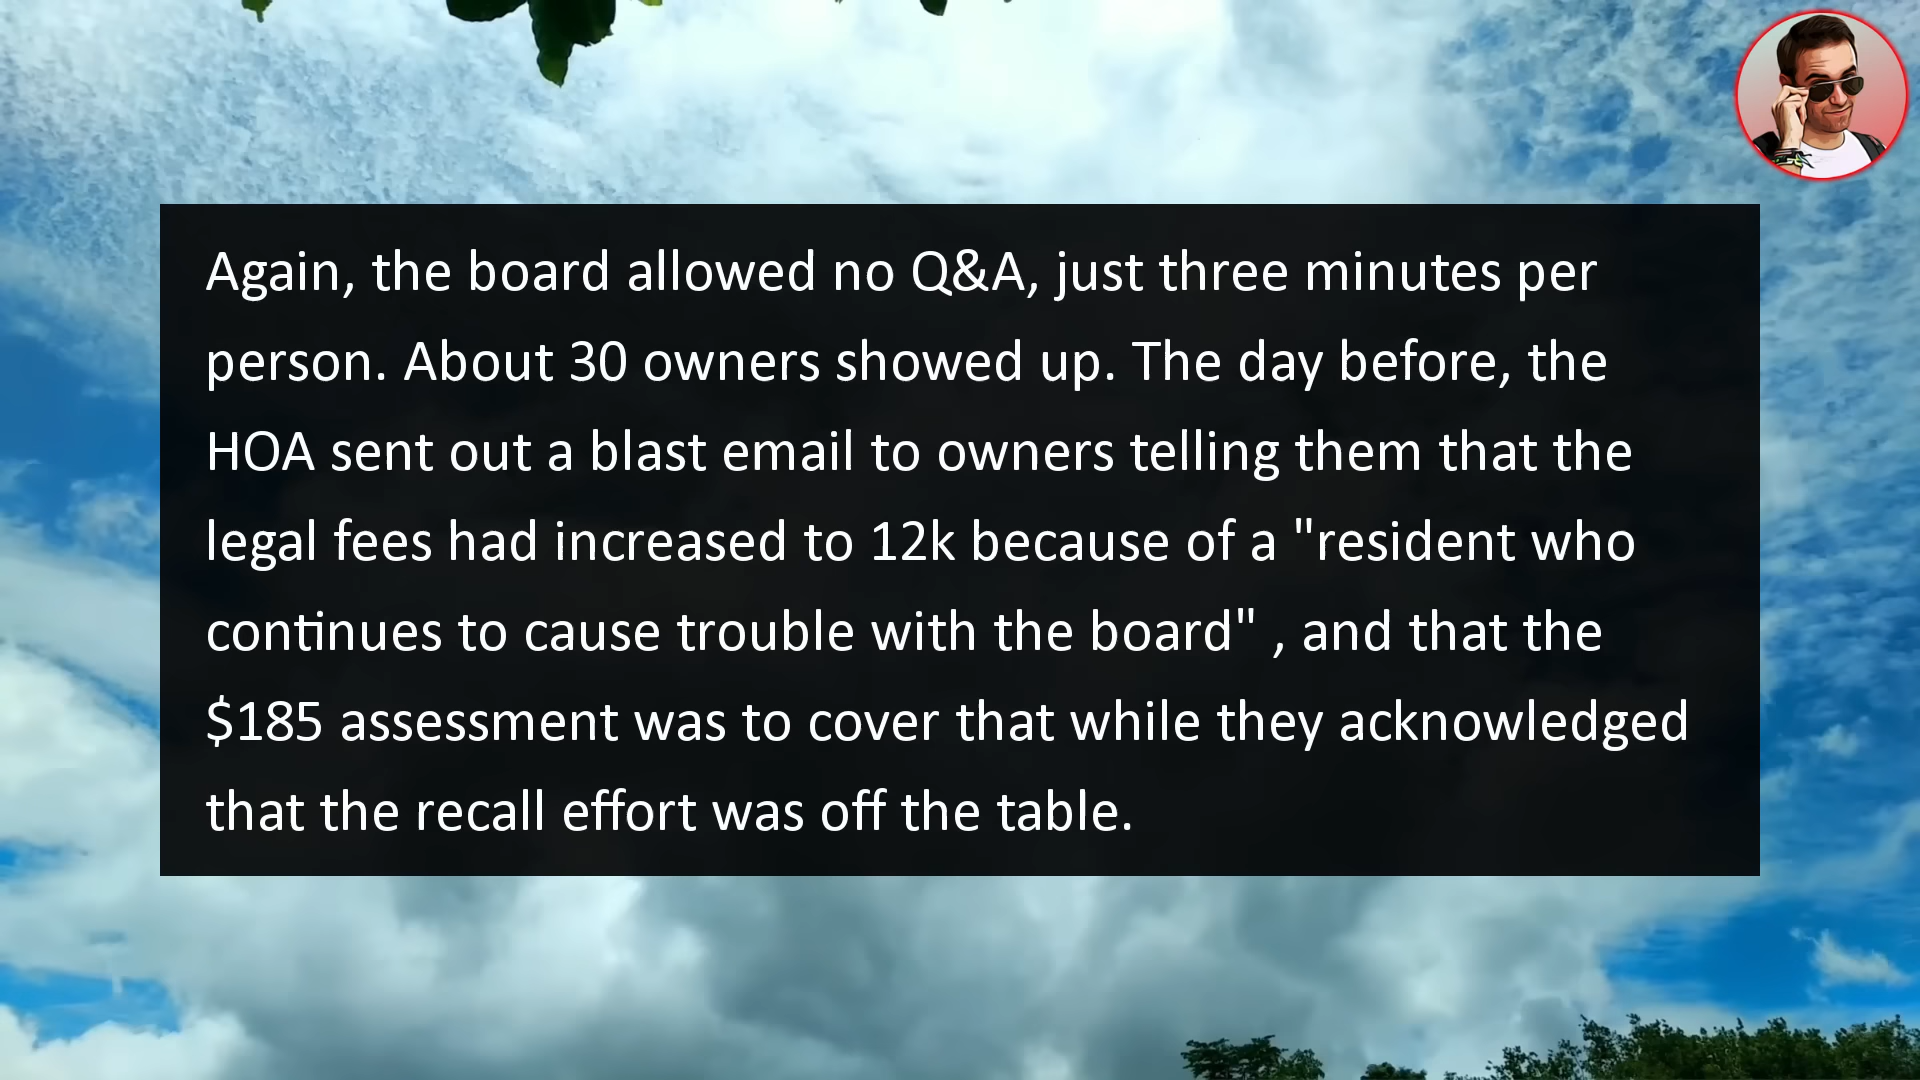 Again, the board allowed no Q&A, just three minutes per
person. About 30 owners showed up. The day before, the
HOA sent out a blast email to owners telling them that the
legal fees had increased to 12k because of a "resident who
continues to cause trouble with the board" , and that the
$185 assessment was to cover that while they acknowledged
that the recall effort was off the table.